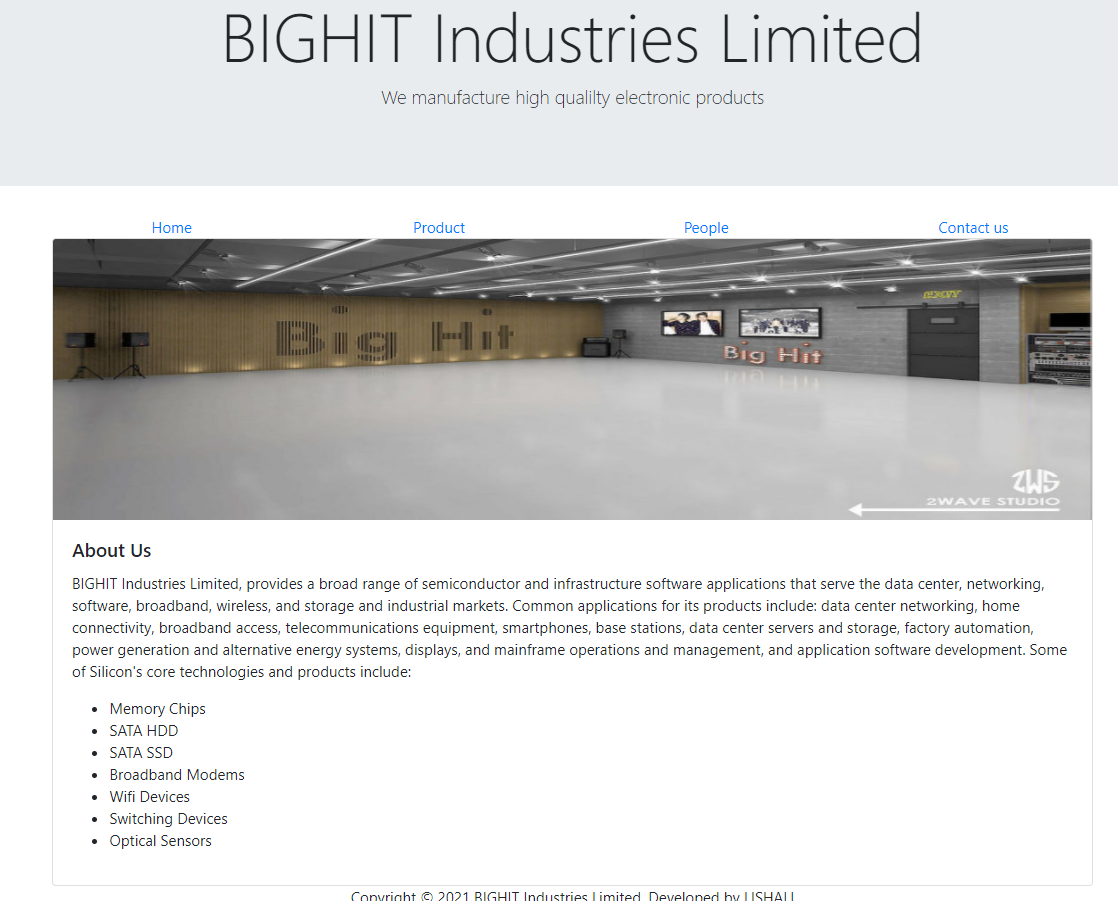 BIGHIT Industries Limited
We manufacture high qualilty electronic products
Home Product People Contact us
Big Hit
EXIT
Big Hit
2WS
2WAVE STUDIO
About Us
BIGHIT Industries Limited, provides a broad range of semiconductor and infrastructure software applications that serve the data center, networking,
software, broadband, wireless, and storage and industrial markets. Common applications for its products include: data center networking, home
connectivity, broadband access, telecommunications equipment, smartphones, base stations, data center servers and storage, factory automation,
power generation and alternative energy systems, displays, and mainframe operations and management, and application software development. Some
of Silicon's core technologies and products include:
Memory Chips
SATA HDD
SATA SSD
Broadband Modems
Wifi Devices
Switching Devices
Optical Sensors
Copyright © 2021 BIGHIT Industries Limited. Developed by